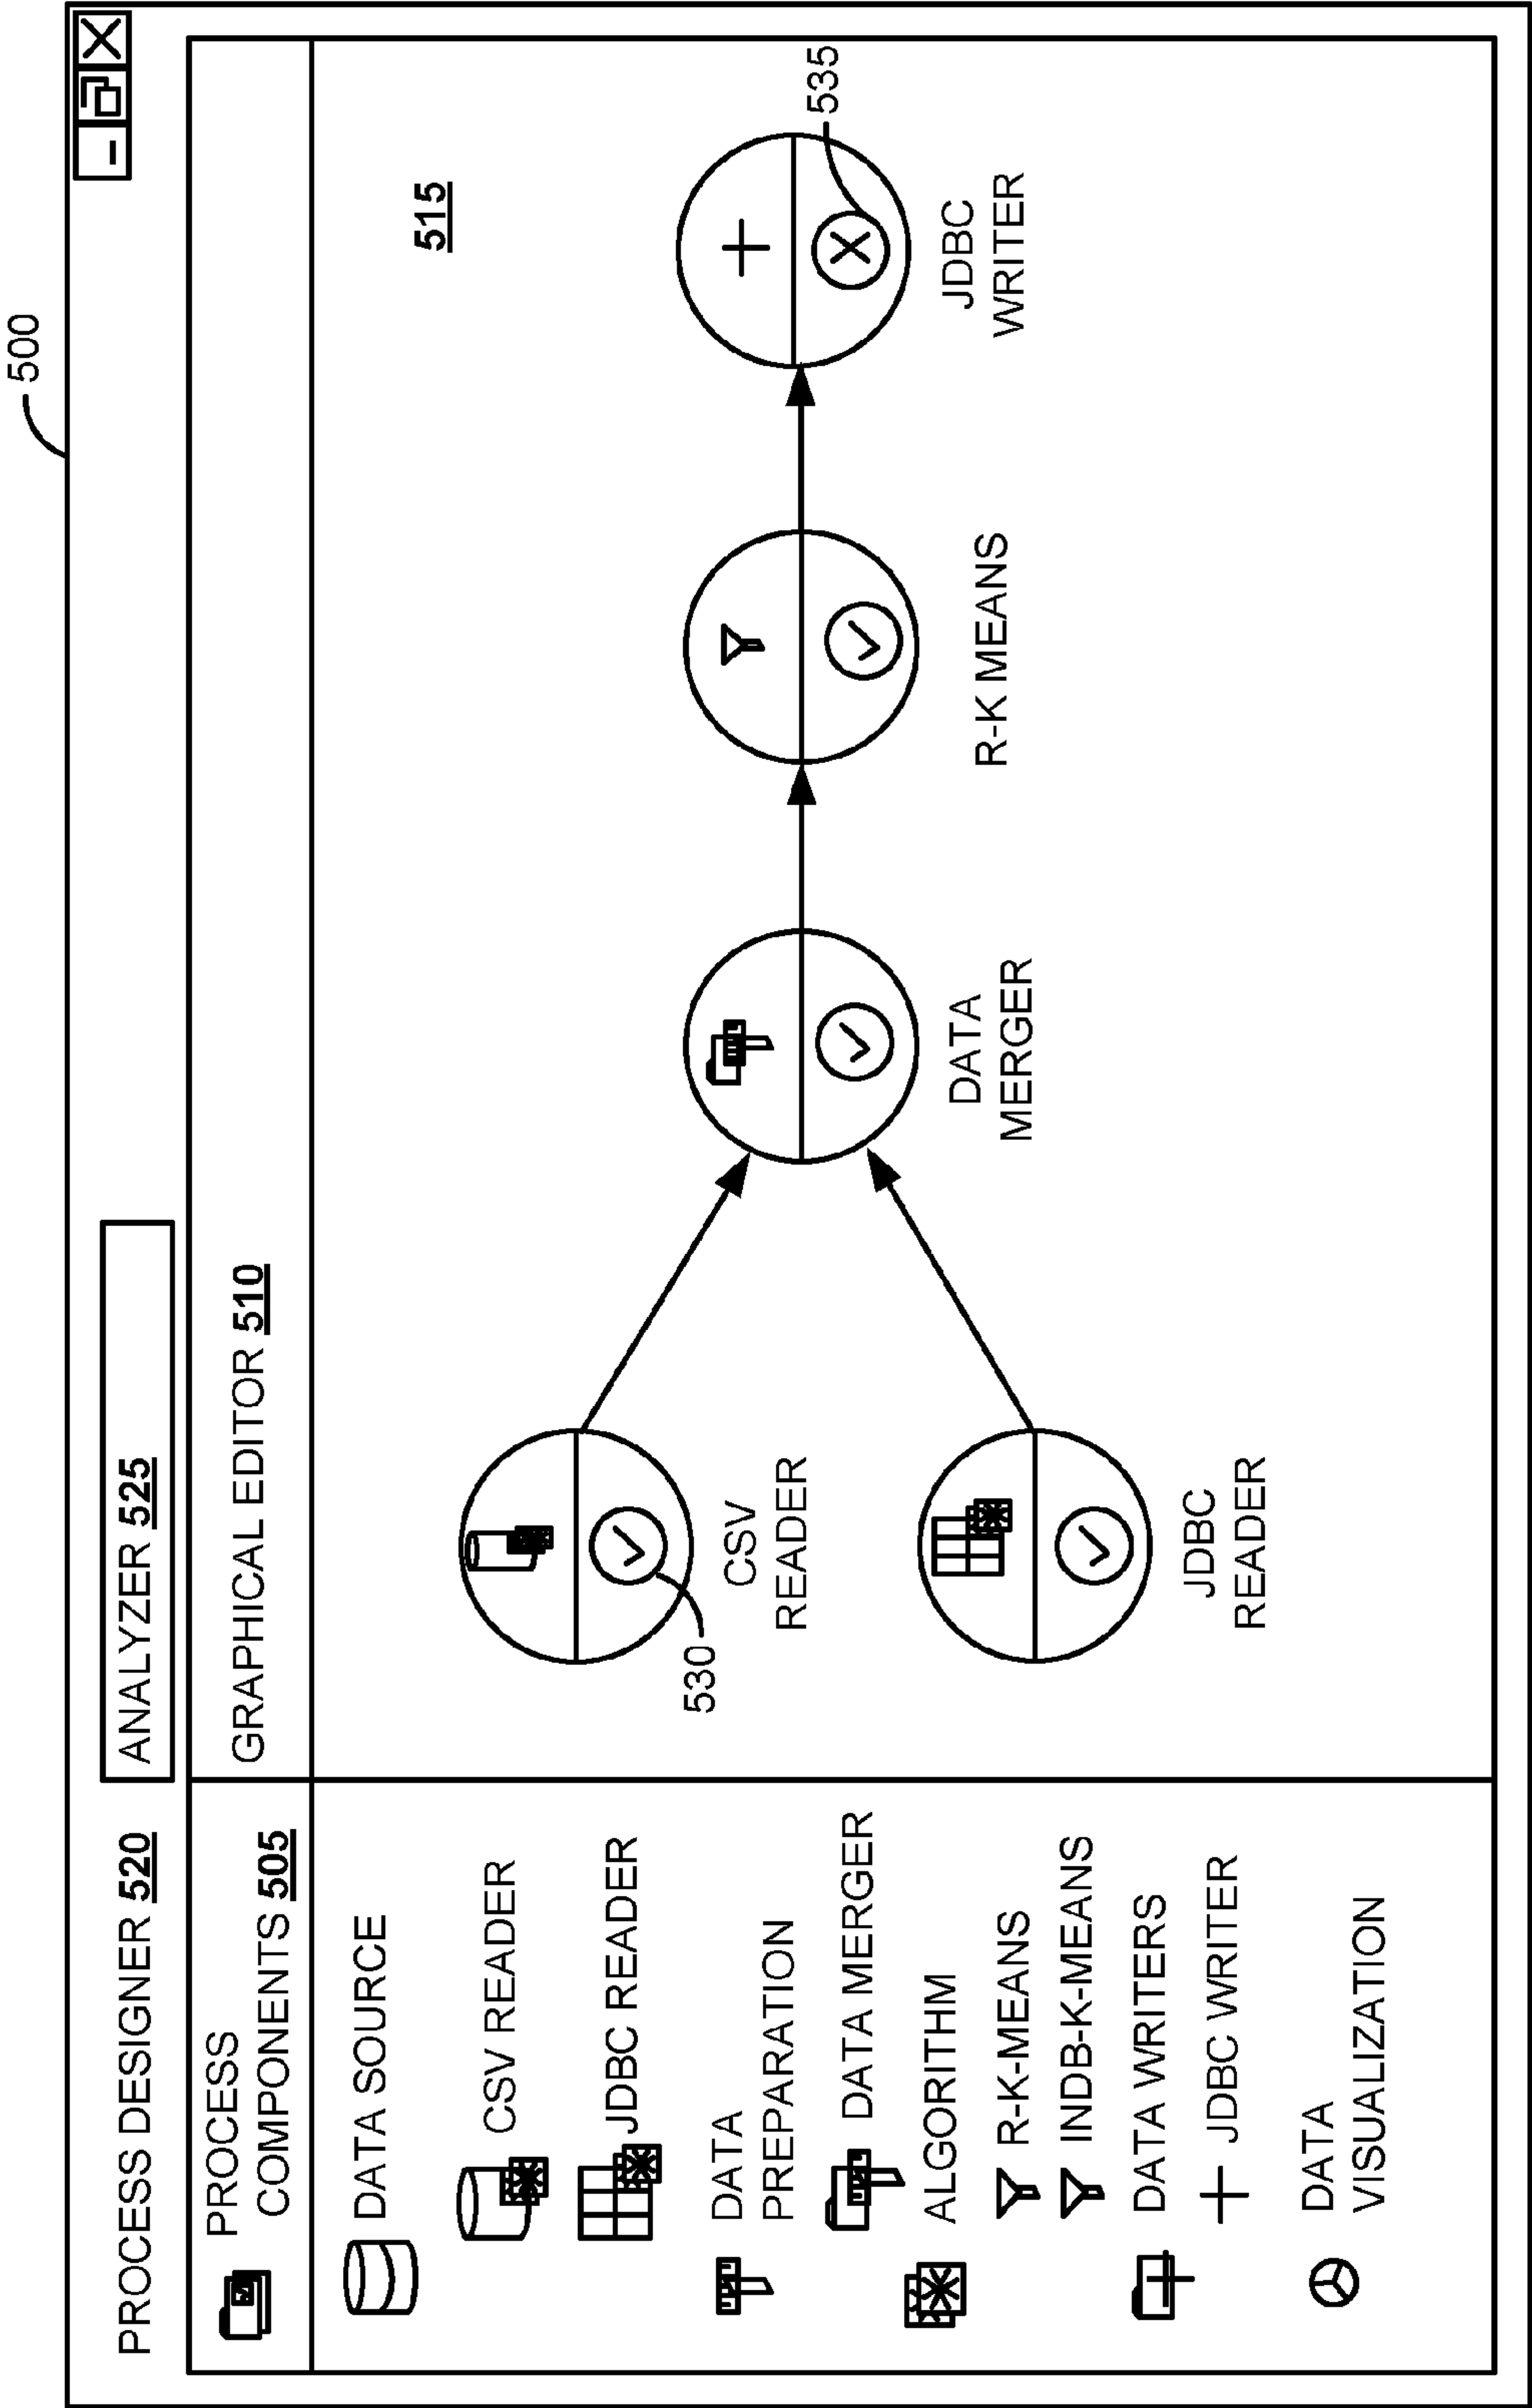 500
PROCESS DESIGNER 520
ANALYZER 525
PROCESS
COMPONENTS 505
GRAPHICAL EDITOR 510
DATA SOURCE
CSV READER
JDBC READER
DATA
PREPARATION
DATA MERGER
ALGORITHM
R-K-MEANS
INDB-K-MEANS
DATA WRITERS
JDBC WRITER
DATA
VISUALIZATION
515
530
CSV
READER
JDBC
READER
DATA
MERGER
R-K MEANS
535
JDBC
WRITER